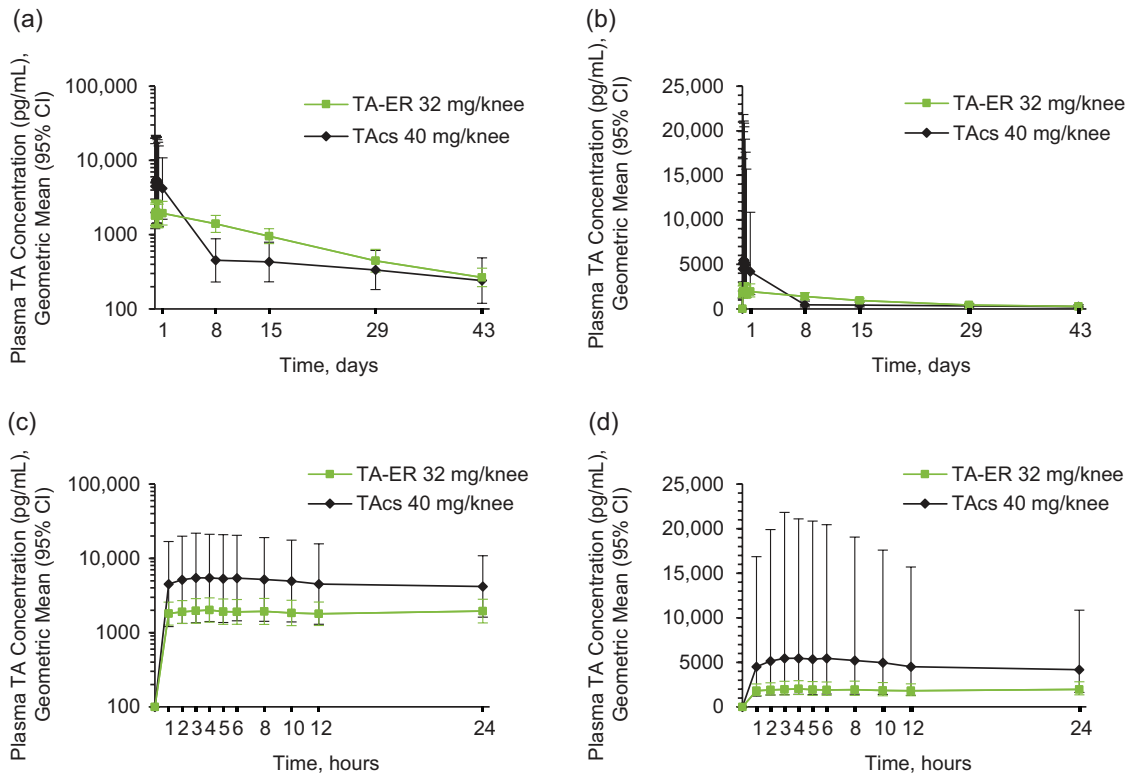 (a)
Plasma TA Concentration (pg/mL),
Geometric Mean (95% CI)
100,000
10,000
1000
100
TA-ER 32 mg/knee
TAcs 40 mg/knee
1 8 15 29 43
Time, days
(b)
Plasma TA Concentration (pg/mL),
Geometric Mean (95% CI)
25,000
20,000
15,000
10,000
5000
0
TA-ER 32 mg/knee
TAcs 40 mg/knee
1 8 15 29 43
Time, days
(c)
Plasma TA Concentration (pg/mL),
Geometric Mean (95% CI)
100,000
10,000
1000
100
TA-ER 32 mg/knee
TAcs 40 mg/knee
1 2 3 4 5 6 8 10 12 24
Time, hours
(d)
Plasma TA Concentration (pg/mL),
Geometric Mean (95% CI)
25,000
20,000
15,000
10,000
5000
0
TA-ER 32 mg/knee
TAcs 40 mg/knee
1 2 3 4 5 6 8 10 12 24
Time, hours